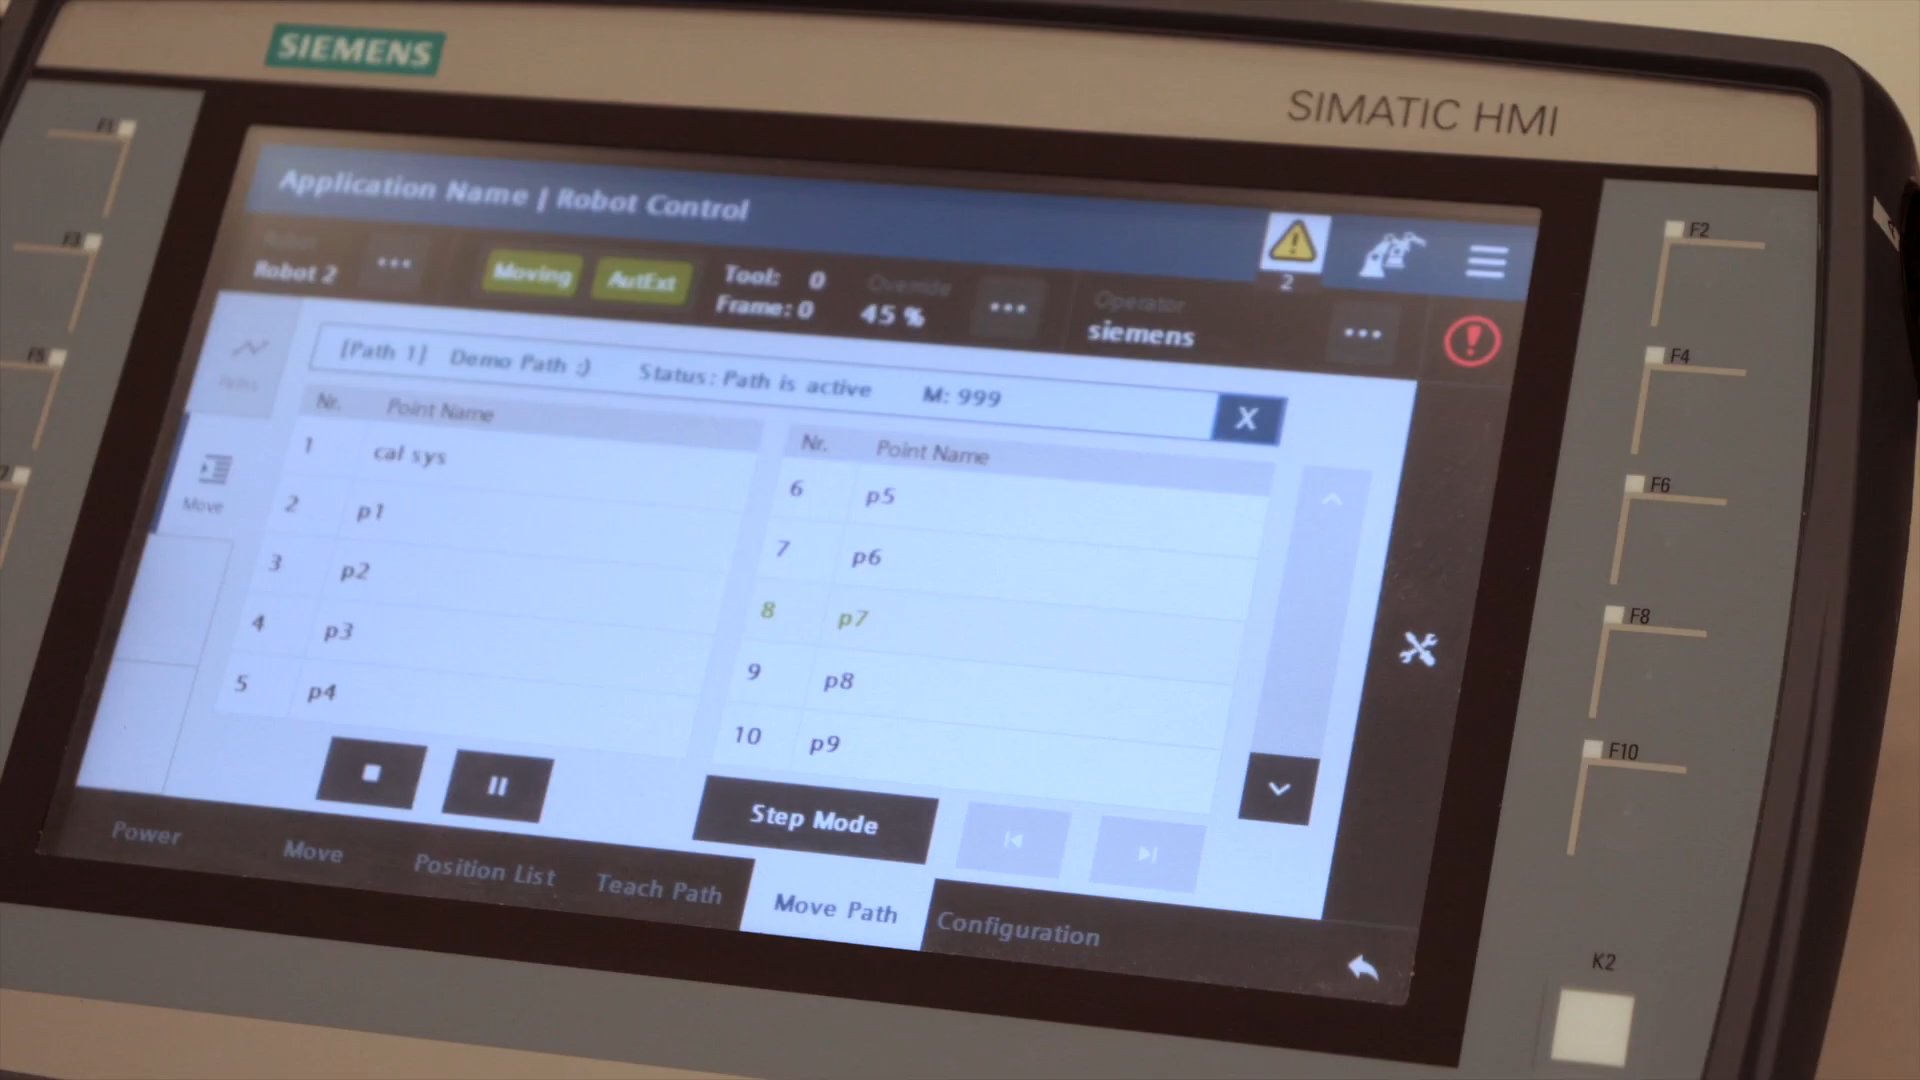 SIEMENS
SIMATIC HMI
F1
F3
F5
F2
F4
F6
F8
F10
K2
Application Name | Robot Control
2
Robot
Robot 2
Moving
AutExt
Tool: 0
Frame: 0
Override
45 %
Operator
siemens
[Path 1] Demo Path :) Status: Path is active M: 999
X
Move
Nr. Point Name
1 cal sys
2 p1
3 p2
4 p3
5 p4
Nr. Point Name
6 p5
7 p6
8 p7
9 p8
10 p9
Step Mode
Power
Move
Position List
Teach Path
Move Path
Configuration